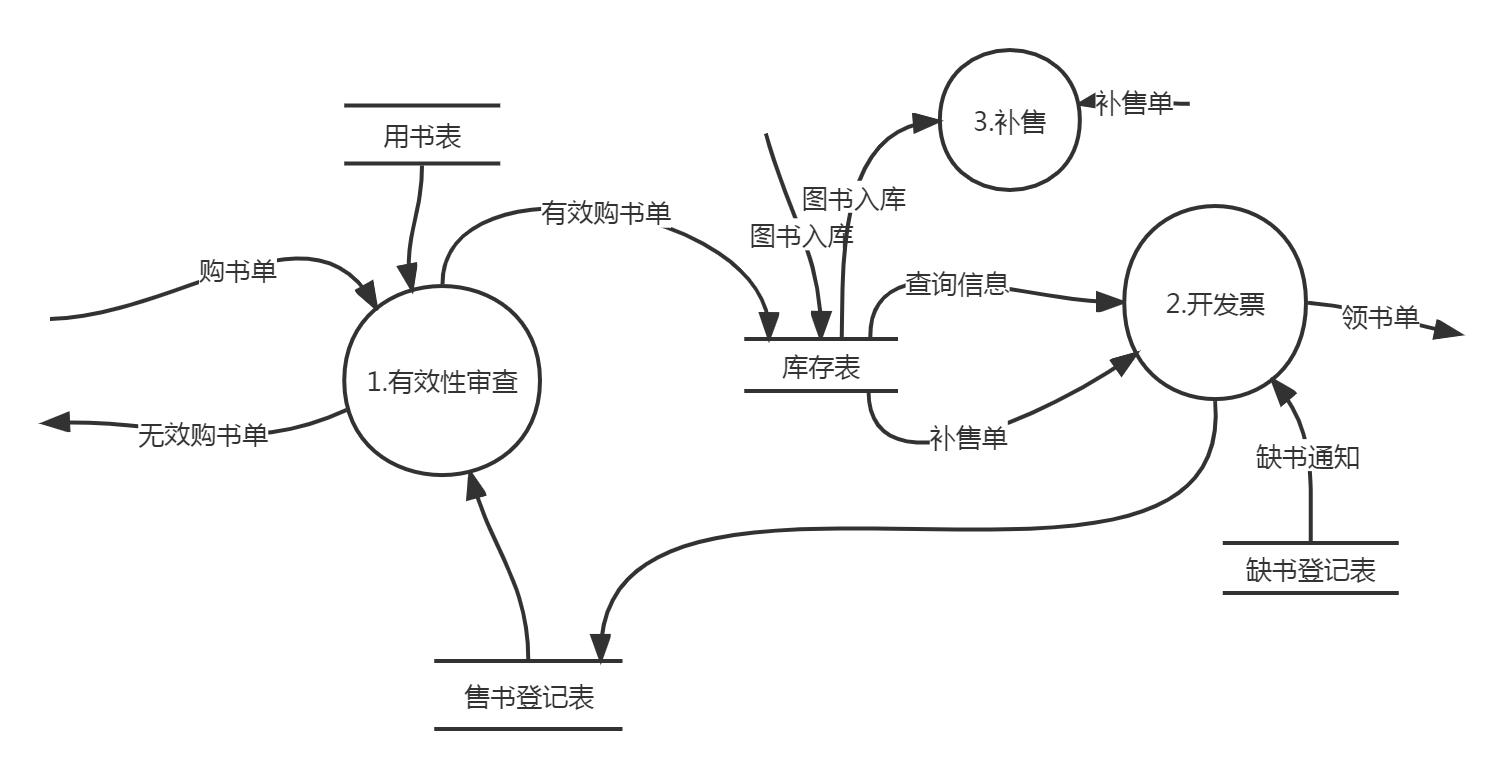 3.补售
补售单
用书表
图书入库
有效购书单
图书入库
购书单
查询信息
2.开发票
领书单
库存表
1.有效性审查
无效购书单
补售单
缺书通知
缺书登记表
售书登记表